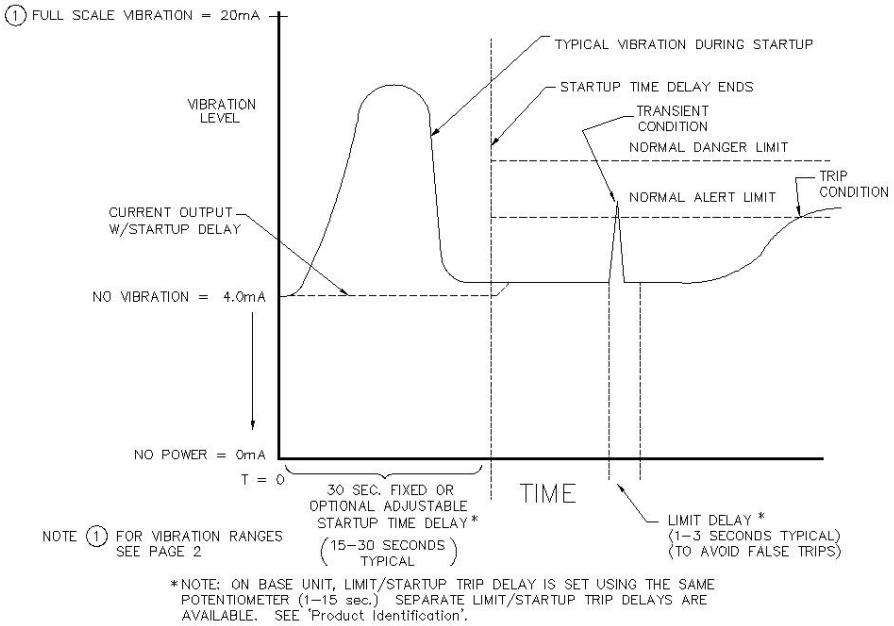 ① FULL SCALE VIBRATION = 20mA
TYPICAL VIBRATION DURING STARTUP
STARTUP TIME DELAY ENDS
VIBRATION
LEVEL
TRANSIENT
CONDITION
NORMAL DANGER LIMIT
TRIP
CONDITION
NORMAL ALERT LIMIT
CURRENT OUTPUT
W/STARTUP DELAY
NO VIBRATION = 4.0mA
NO POWER = 0mA
T = 0
30 SEC. FIXED OR
OPTIONAL ADJUSTABLE
STARTUP TIME DELAY *
(15-30 SECONDS
TYPICAL)
TIME
LIMIT DELAY *
(1-3 SECONDS TYPICAL)
(TO AVOID FALSE TRIPS)
NOTE ① FOR VIBRATION RANGES
SEE PAGE 2
* NOTE: ON BASE UNIT, LIMIT/STARTUP TRIP DELAY IS SET USING THE SAME
POTENTIOMETER (1-15 sec.) SEPARATE LIMIT/STARTUP TRIP DELAYS ARE
AVAILABLE. SEE 'Product Identification'.